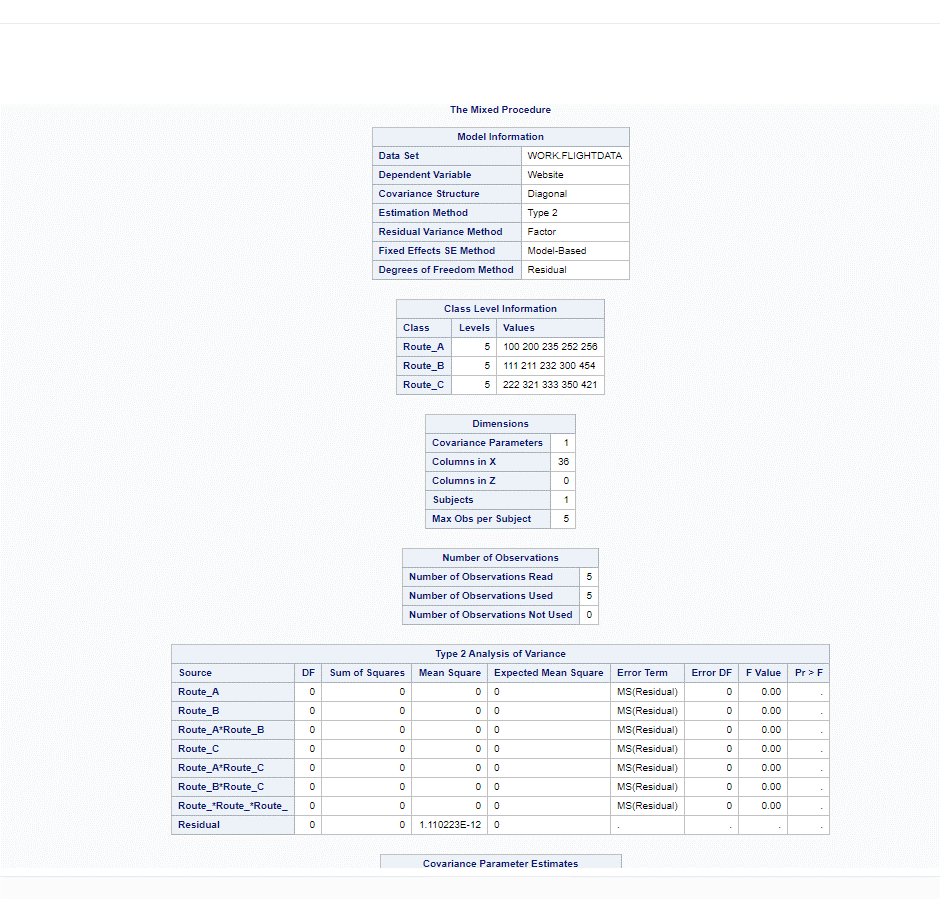 The Mixed Procedure
Model Information
Data Set WORK.FLIGHTDATA
Dependent Variable Website
Covariance Structure Diagonal
Estimation Method Type 2
Residual Variance Method Factor
Fixed Effects SE Method Model-Based
Degrees of Freedom Method Residual
Class Level Information
Class Levels Values
Route_A 5 100 200 235 252 256
Route_B 5 111 211 232 300 454
Route_C 5 222 321 333 350 421
Dimensions
Covariance Parameters 1
Columns in X 36
Columns in Z 0
Subjects 1
Max Obs per Subject 5
Number of Observations
Number of Observations Read 5
Number of Observations Used 5
Number of Observations Not Used 0
Type 2 Analysis of Variance
Source DF Sum of Squares Mean Square Expected Mean Square Error Term Error DF F Value Pr > F
Route_A 0 0 0 0 MS(Residual) 0 0.00 .
Route_B 0 0 0 0 MS(Residual) 0 0.00 .
Route_A*Route_B 0 0 0 0 MS(Residual) 0 0.00 .
Route_C 0 0 0 0 MS(Residual) 0 0.00 .
Route_A*Route_C 0 0 0 0 MS(Residual) 0 0.00 .
Route_B*Route_C 0 0 0 0 MS(Residual) 0 0.00 .
Route_*Route_*Route_ 0 0 0 0 MS(Residual) 0 0.00 .
Residual 0 0 1.110223E-12 0 . . . .
Covariance Parameter Estimates